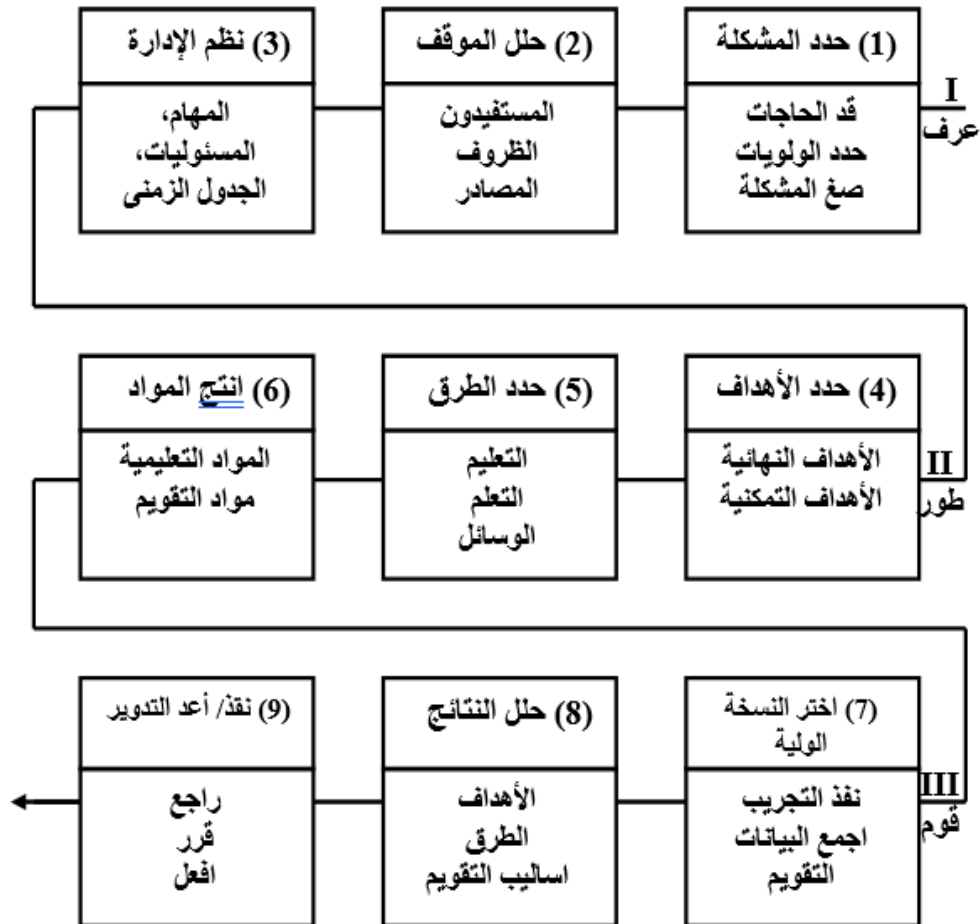 I
عرف
(1) حدد المشكلة
قد الحاجات
حدد الولويات
صغ المشكلة
(2) حلل الموقف
المستفيدون
الظروف
المصادر
(3) نظم الإدارة
المهام،
المسئوليات،
الجدول الزمنى
II
طور
(4) حدد الأهداف
الأهداف النهائية
الأهداف التمكنية
(5) حدد الطرق
التعليم
التعلم
الوسائل
(6) انتج المواد
المواد التعليمية
مواد التقويم
III
قوم
(7) اختر النسخة
الولية
نفذ التجريب
اجمع البيانات
التقويم
(8) حلل النتائج
الأهداف
الطرق
اساليب التقويم
(9) نقذ/ أعد التدوير
راجع
قرر
افعل